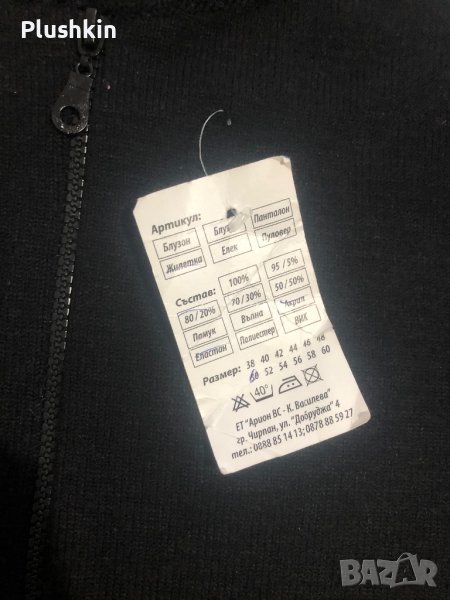 Plushkin
Артикул:
Блузон Блуза Панталон
Жилетка Елек Пуловер
Състав: 100% 95 / 5%
80 / 20% 70 / 30% 50 / 50%
Памук Вълна Акрил
Еластан Полиестер ВИК
Размер: 38 40 42 44 46 48
50 52 54 56 58 60
40°
ЕТ "Арион ВС - К. Василева"
гр. Чирпан, ул. "Добруджа" 4
тел.: 0888 85 14 13; 0878 88 59 27
BAZAR